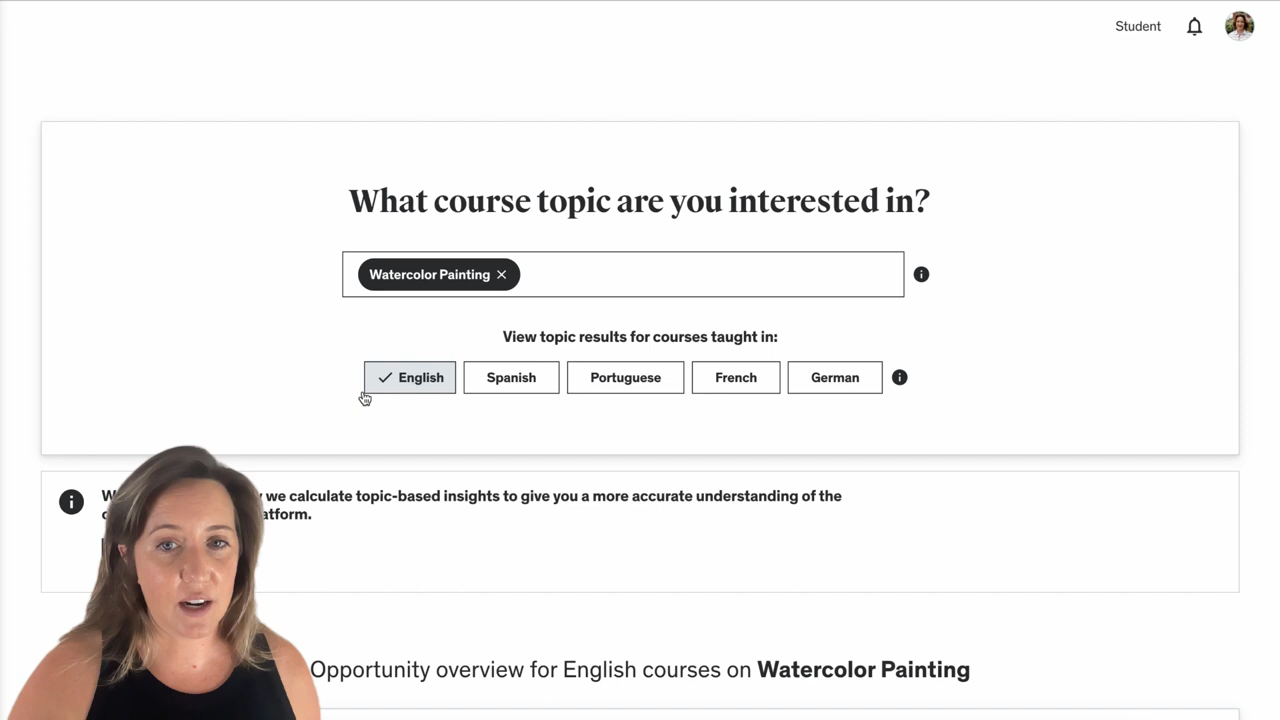 Student
What course topic are you interested in?
Watercolor Painting
View topic results for courses taught in:
English Spanish Portuguese French German
we calculate topic-based insights to give you a more accurate understanding of the
Opportunity overview for English courses on Watercolor Painting